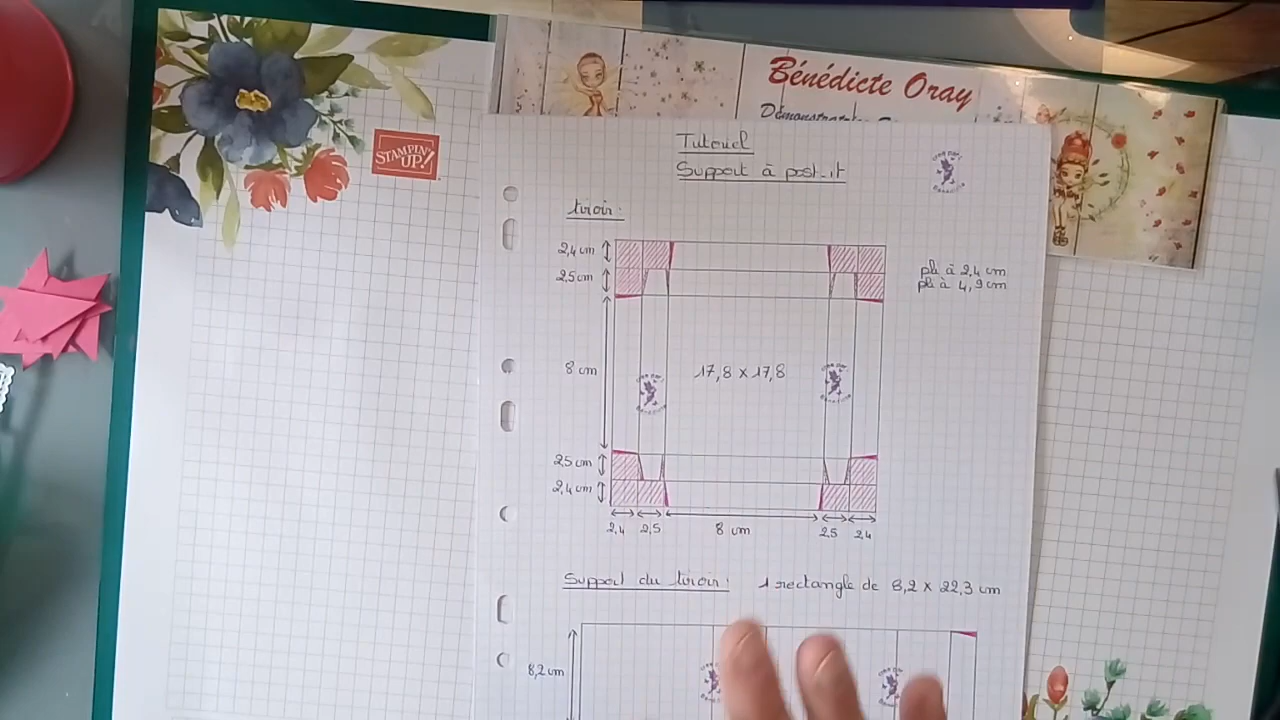 Bénédicte Oray
STAMPIN'
UP!
Tutoriel
Support à post-it
tiroir:
2,4 cm
2,5 cm
pli à 2,4 cm
pli à 4,9 cm
8 cm
17,8 x 17,8
2,5 cm
2,4 cm
2,4 2,5 8 cm 2,5 2,4
Support du tiroir: 1 rectangle de 8,2 x 22,3 cm
8,2 cm